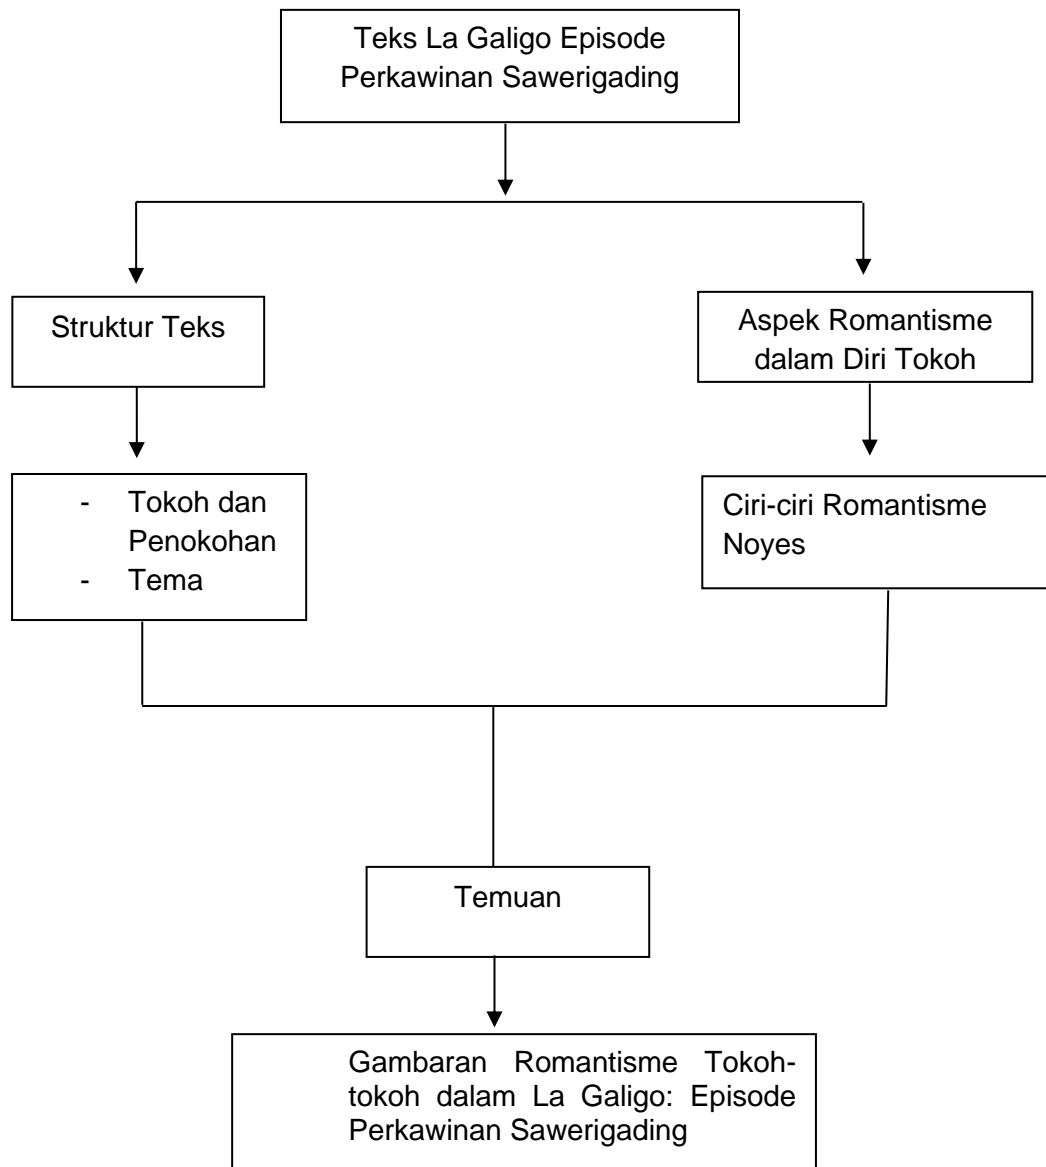 Teks La Galigo Episode
Perkawinan Sawerigading
Struktur Teks
Aspek Romantisme
dalam Diri Tokoh
- Tokoh dan
Penokohan
- Tema
Ciri-ciri Romantisme
Noyes
Temuan
Gambaran Romantisme Tokoh-
tokoh dalam La Galigo: Episode
Perkawinan Sawerigading